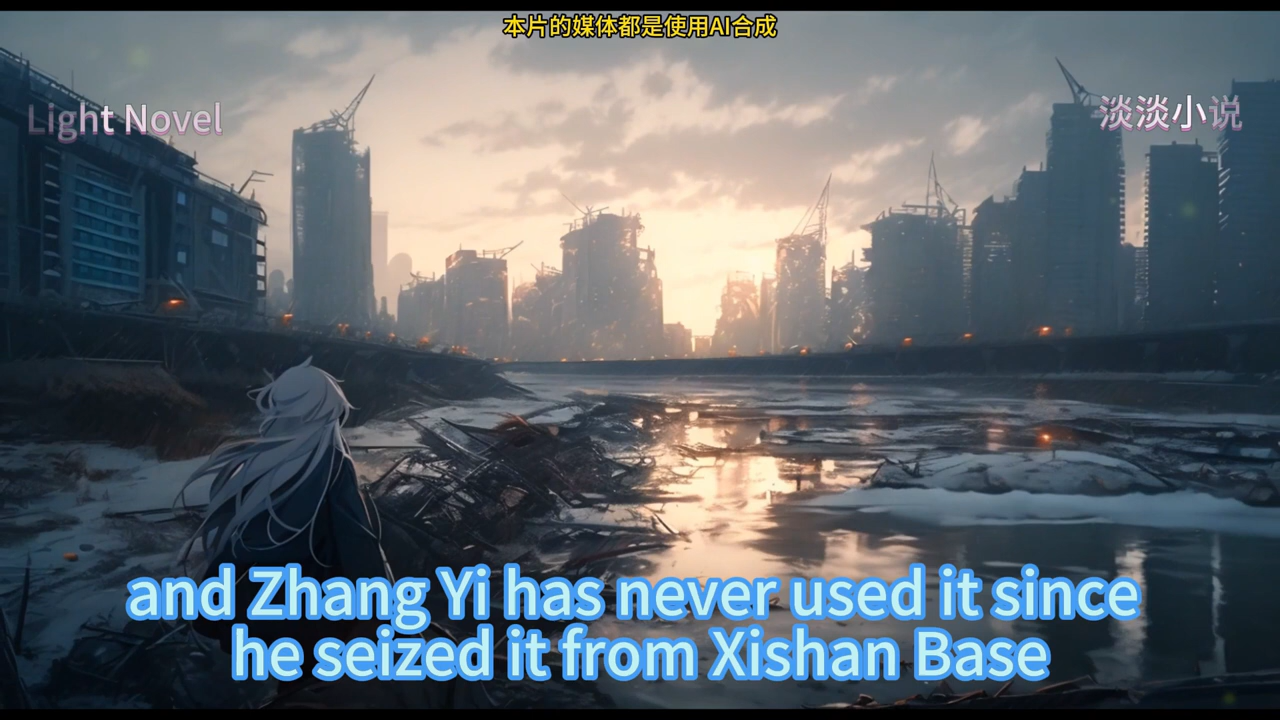 本片的媒体都是使用AI合成
Light Novel
淡淡小说
and Zhang Yi has never used it since
he seized it from Xishan Base